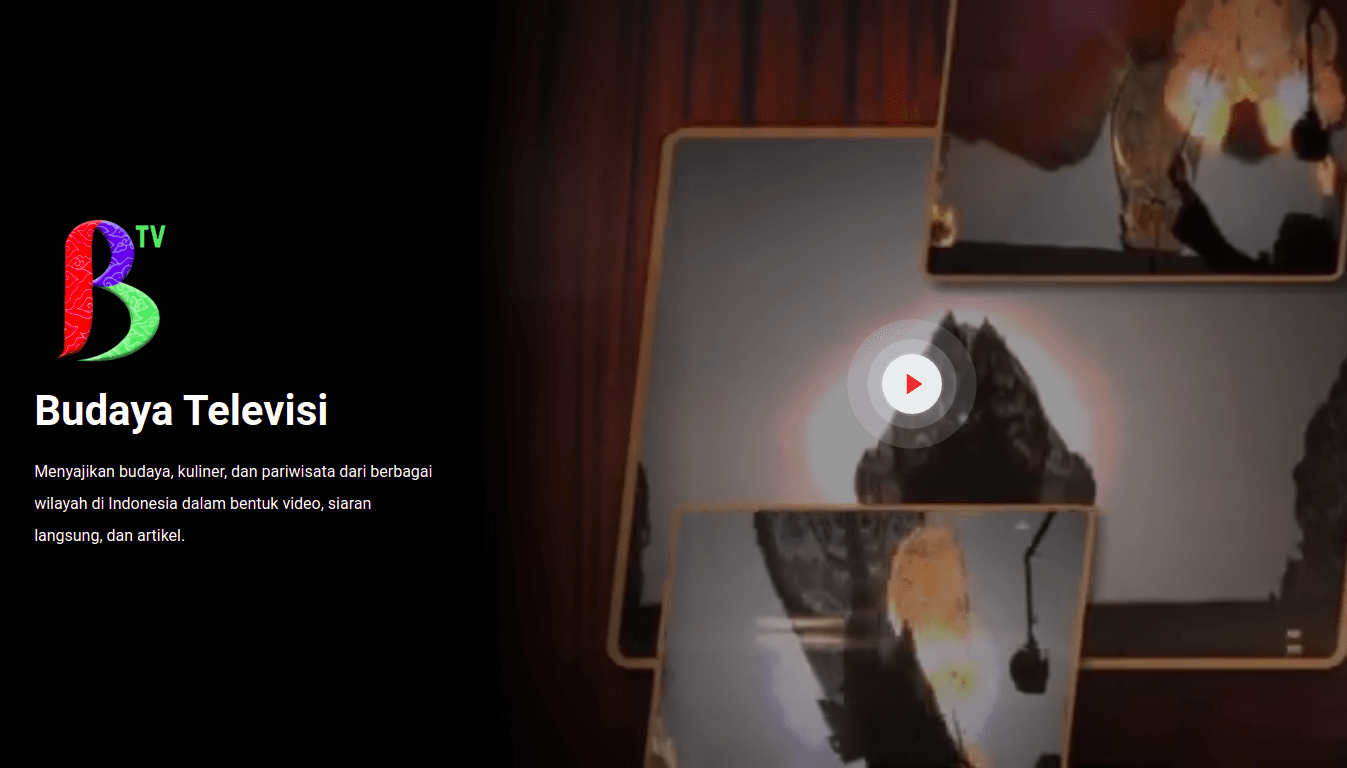 TV
Budaya Televisi
Menyajikan budaya, kuliner, dan pariwisata dari berbagai
wilayah di Indonesia dalam bentuk video, siaran
langsung, dan artikel.